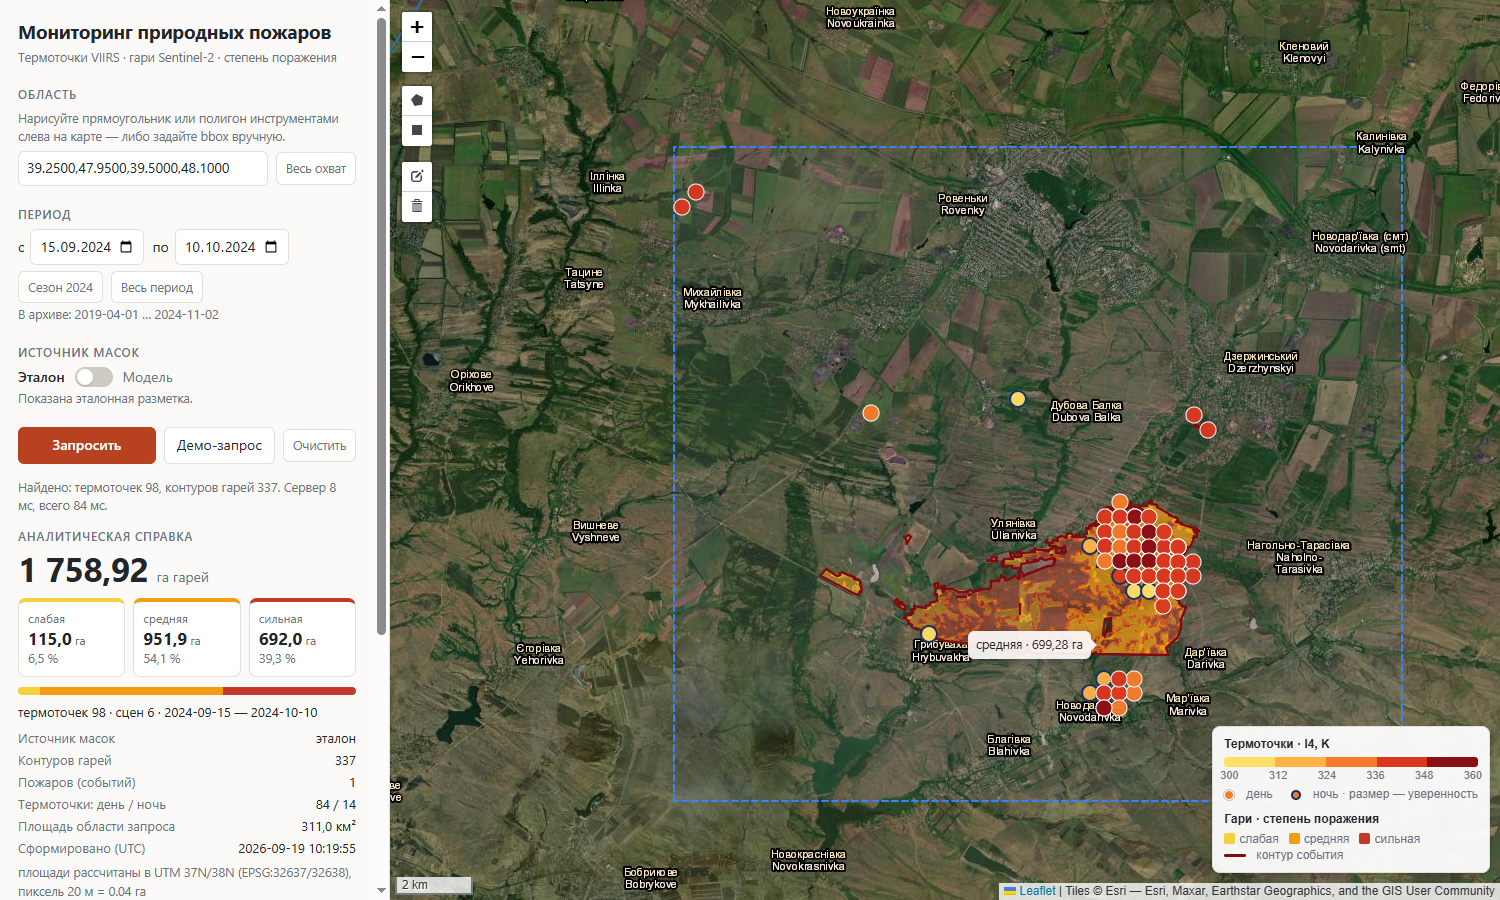 Мониторинг природных пожаров
Термоточки VIIRS · гари Sentinel-2 · степень поражения
ОБЛАСТЬ
Нарисуйте прямоугольник или полигон инструментами
слева на карте — либо задайте bbox вручную.
39.2500,47.9500,39.5000,48.1000
Весь охват
ПЕРИОД
с 15.09.2024 по 10.10.2024
Сезон 2024
Весь период
В архиве: 2019-04-01 … 2024-11-02
ИСТОЧНИК МАСОК
Эталон Модель
Показана эталонная разметка.
Запросить
Демо-запрос
Очистить
Найдено: термоточек 98, контуров гарей 337. Сервер 8
мс, всего 84 мс.
АНАЛИТИЧЕСКАЯ СПРАВКА
1 758,92 га гарей
слабая
115,0 га
6,5 %
средняя
951,9 га
54,1 %
сильная
692,0 га
39,3 %
термоточек 98 · сцен 6 · 2024-09-15 — 2024-10-10
Источник масок эталон
Контуров гарей 337
Пожаров (событий) 1
Термоточки: день / ночь 84 / 14
Площадь области запроса 311,0 км²
Сформировано (UTC) 2026-09-19 10:19:55
площади рассчитаны в UTM 37N/38N (EPSG:32637/32638),
пиксель 20 м = 0.04 га
+
−
Новоукраїнка
Novoukrainka
Кленовий
Klenovyi
Калинівка
Kalynivka
Іллінка
Illinka
Ровеньки
Rovenky
Новодар'ївка (смт)
Novodarivka (smt)
Тацине
Tatsyne
Михайлівка
Mykhailivka
Дзержинський
Dzerzhynskyi
Оріхове
Orikhove
Дубова Балка
Dubova Balka
Вишневе
Vyshneve
Улянівка
Ulianivka
Нагольно-Тарасівка
Naholno-
Tarasivka
Єгорівка
Yehorivka
Грибуваха
Hrybuvakha
средняя · 699,28 га
Дар'ївка
Darivka
Мар'ївка
Marivka
Novodarivka
Благівка
Blahivka
Новокраснівка
Novokrasnivka
Бобрикове
Bobrykove
Термоточки · I4, K
300 312 324 336 348 360
день ночь · размер — уверенность
Гари · степень поражения
слабая средняя сильная
контур события
2 km
Leaflet | Tiles © Esri — Esri, Maxar, Earthstar Geographics, and the GIS User Community